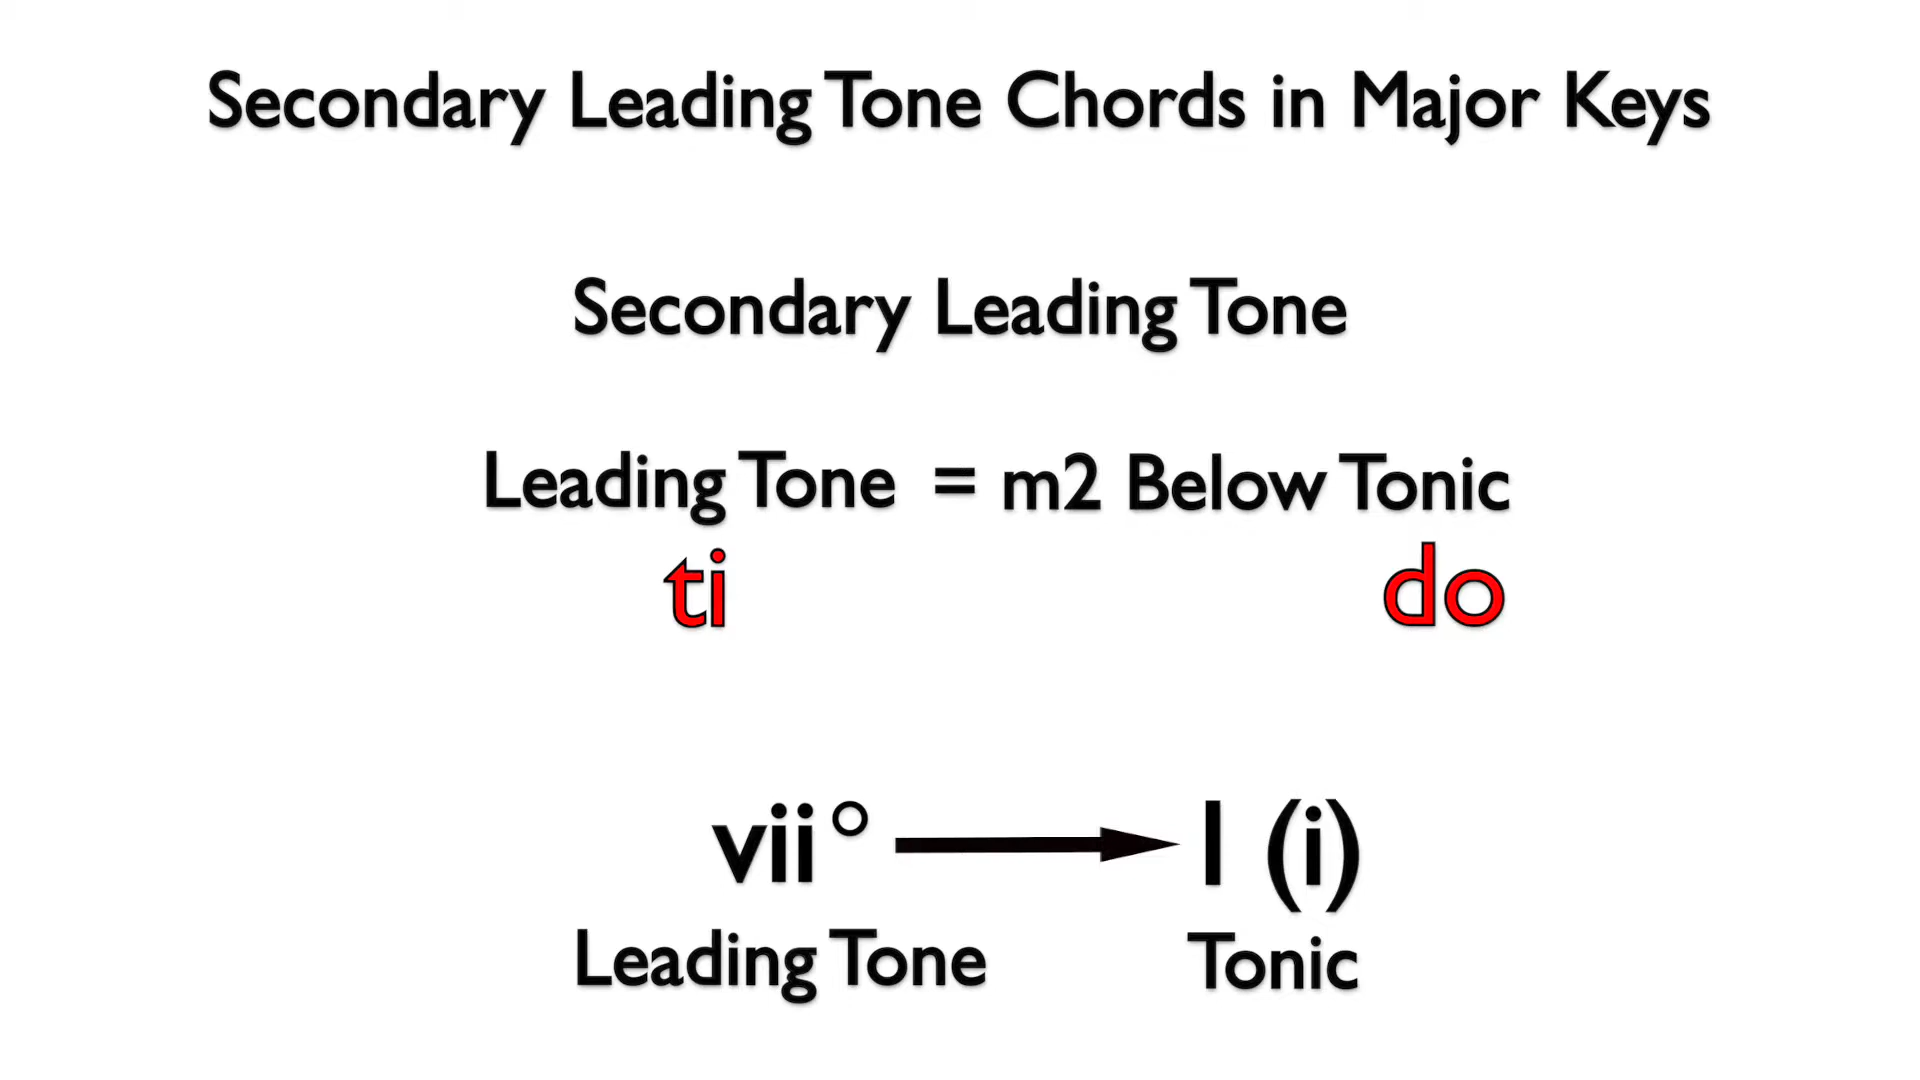 Secondary Leading Tone Chords in Major Keys
Secondary Leading Tone
Leading Tone = m2 Below Tonic
ti do
vii° I (i)
Leading Tone Tonic